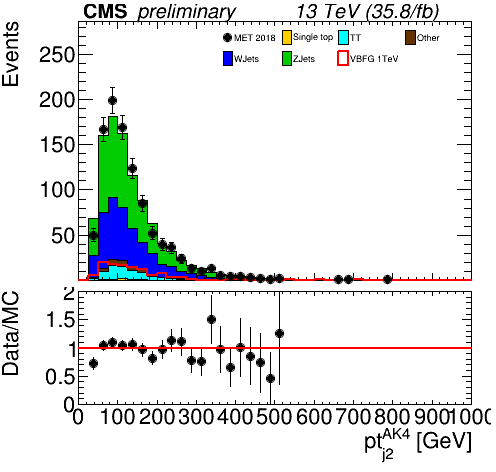 CMS preliminary 13 TeV (35.8/fb)
Events
MET 2018 Single top TT Other
WJets ZJets VBFG 1TeV
250
200
150
100
50
Data/MC
2
1.5
1
0.5
0
0 100 200 300 400 500 600 700 800 900 1000
pt_{j2}^{AK4} [GeV]